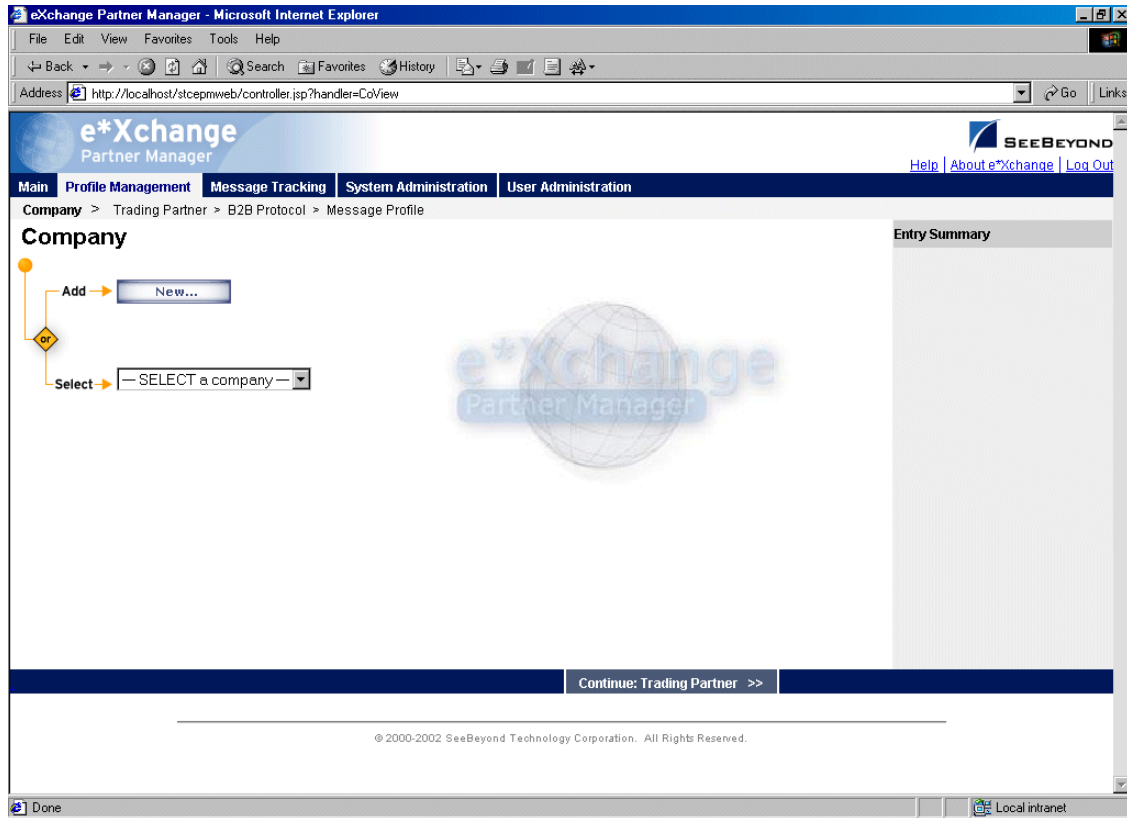 eXchange Partner Manager - Microsoft Internet Explorer
File Edit View Favorites Tools Help
Back Search Favorites History
Address http://localhost/stcepmweb/controller.jsp?handler=CoView Go Links
e*Xchange
Partner Manager
SEEBEYOND
Help | About e*Xchange | Log Out
Main Profile Management Message Tracking System Administration User Administration
Company > Trading Partner > B2B Protocol > Message Profile
Company
Entry Summary
Add New...
or
Select — SELECT a company —
e*Xchange
Partner Manager
Continue: Trading Partner >>
© 2000-2002 SeeBeyond Technology Corporation. All Rights Reserved.
Done Local intranet